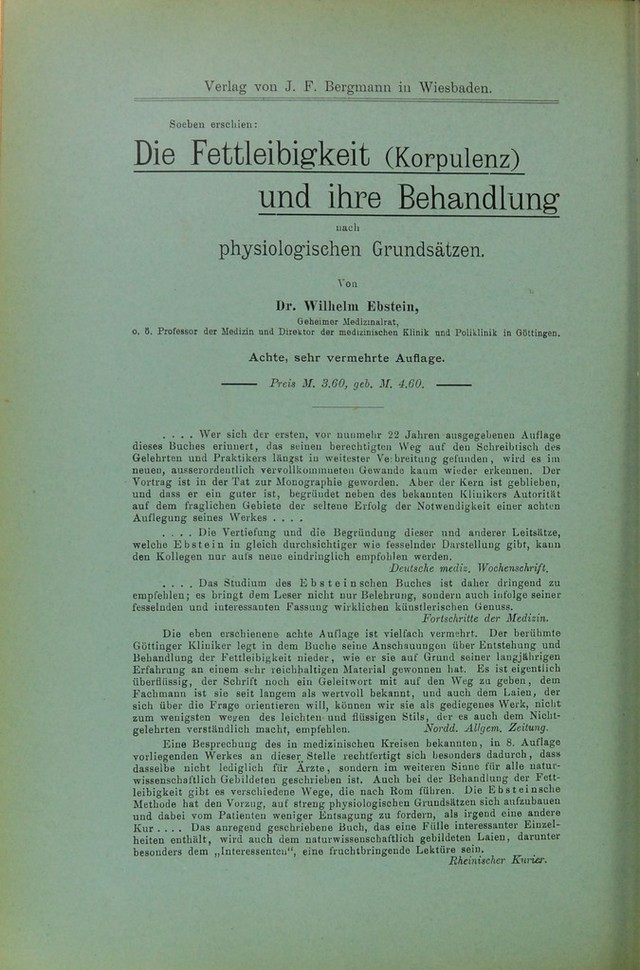 Verlag von J. F. Bergmann in Wiesbaden.
Soeben erschien:
Die Fettleibigkeit (Korpulenz)
und ihre Behandlung
nach
physiologischen Grundsätzen.
Von
Dr. Wilhelm Ebstein,
Geheimer Medizinalrat,
o. ö. Professor der Medizin und Direktor der medizinischen Klinik und Poliklinik in Göttingen.
Achte, sehr vermehrte Auflage.
Preis M. 3.60, geb. M. 4.60.
. . . . Wer sich der ersten, vor nunmehr 22 Jahren ausgegebenen Auflage
dieses Buches erinnert, das seinen berechtigten Weg auf den Schreibtisch des
Gelehrten und Praktikers längst in weitester Verbreitung gefunden, wird es im
neuen, ausserordentlich vervollkommneten Gewande kaum wieder erkennen. Der
Vortrag ist in der Tat zur Monographie geworden. Aber der Kern ist geblieben,
und dass er ein guter ist, begründet neben des bekannten Klinikers Autorität
auf dem fraglichen Gebiete der seltene Erfolg der Notwendigkeit einer achten
Auflegung seines Werkes . . . .
. . . . Die Vertiefung und die Begründung dieser und anderer Leitsätze,
welche Ebstein in gleich durchsichtiger wie fesselnder Darstellung gibt, kann
den Kollegen nur aufs neue eindringlich empfohlen werden.
Deutsche mediz. Wochenschrift.
. . . . Das Studium des Ebsteinschen Buches ist daher dringend zu
empfehlen; es bringt dem Leser nicht nur Belehrung, sondern auch infolge seiner
fesselnden und interessanten Fassung wirklichen künstlerischen Genuss.
Fortschritte der Medizin.
Die eben erschienene achte Auflage ist vielfach vermehrt. Der berühmte
Göttinger Kliniker legt in dem Buche seine Anschauungen über Entstehung und
Behandlung der Fettleibigkeit nieder, wie er sie auf Grund seiner langjährigen
Erfahrung an einem sehr reichhaltigen Material gewonnen hat. Es ist eigentlich
überflüssig, der Schrift noch ein Geleitwort mit auf den Weg zu geben, dem
Fachmann ist sie seit langem als wertvoll bekannt, und auch dem Laien, der
sich über die Frage orientieren will, können wir sie als gediegenes Werk, nicht
zum wenigsten wegen des leichten und flüssigen Stils, der es auch dem Nicht-
gelehrten verständlich macht, empfehlen. Nordd. Allgem. Zeitung.
Eine Besprechung des in medizinischen Kreisen bekannten, in 8. Auflage
vorliegenden Werkes an dieser Stelle rechtfertigt sich besonders dadurch, dass
dasselbe nicht lediglich für Ärzte, sondern im weiteren Sinne für alle natur-
wissenschaftlich Gebildeten geschrieben ist. Auch bei der Behandlung der Fett-
leibigkeit gibt es verschiedene Wege, die nach Rom führen. Die Ebsteinsche
Methode hat den Vorzug, auf streng physiologischen Grundsätzen sich aufzubauen
und dabei vom Patienten weniger Entsagung zu fordern, als irgend eine andere
Kur . . . . Das anregend geschriebene Buch, das eine Fülle interessanter Einzel-
heiten enthält, wird auch dem naturwissenschaftlich gebildeten Laien, darunter
besonders dem „Interessenten“, eine fruchtbringende Lektüre sein.
Rheinischer Kurier.